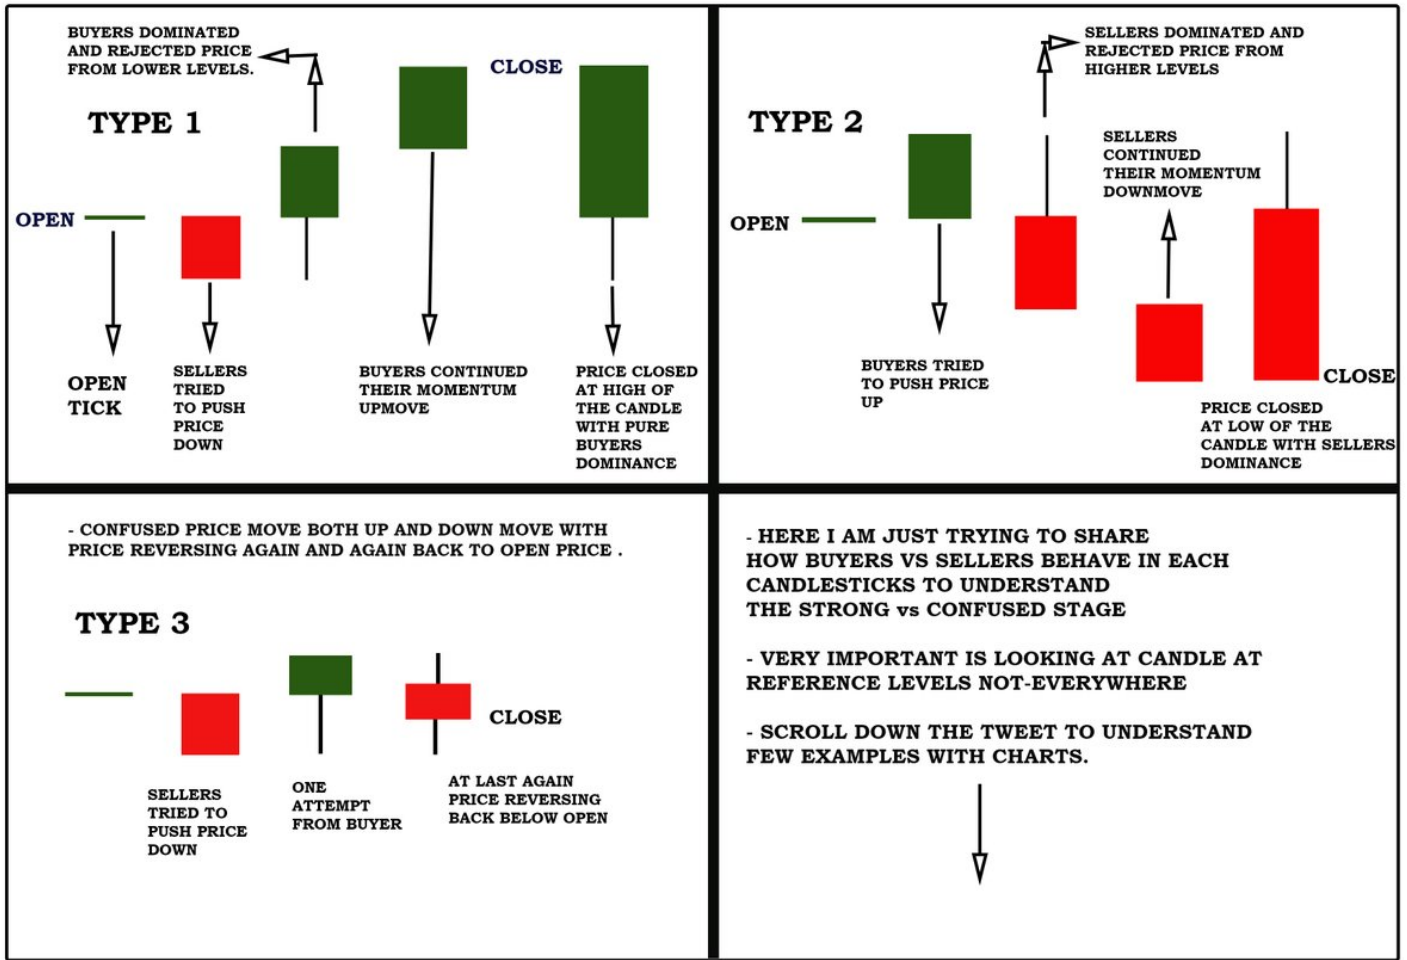 BUYERS DOMINATED
AND REJECTED PRICE
FROM LOWER LEVELS.
TYPE 1
CLOSE
OPEN
OPEN
TICK
SELLERS
TRIED
TO PUSH
PRICE
DOWN
BUYERS CONTINUED
THEIR MOMENTUM
UPMOVE
PRICE CLOSED
AT HIGH OF
THE CANDLE
WITH PURE
BUYERS
DOMINANCE
SELLERS DOMINATED AND
REJECTED PRICE FROM
HIGHER LEVELS
TYPE 2
SELLERS
CONTINUED
THEIR MOMENTUM
DOWNMOVE
OPEN
BUYERS TRIED
TO PUSH PRICE
UP
CLOSE
PRICE CLOSED
AT LOW OF THE
CANDLE WITH SELLERS
DOMINANCE
- CONFUSED PRICE MOVE BOTH UP AND DOWN MOVE WITH
PRICE REVERSING AGAIN AND AGAIN BACK TO OPEN PRICE .
TYPE 3
CLOSE
SELLERS
TRIED TO
PUSH PRICE
DOWN
ONE
ATTEMPT
FROM BUYER
AT LAST AGAIN
PRICE REVERSING
BACK BELOW OPEN
- HERE I AM JUST TRYING TO SHARE
HOW BUYERS VS SELLERS BEHAVE IN EACH
CANDLESTICKS TO UNDERSTAND
THE STRONG vs CONFUSED STAGE
- VERY IMPORTANT IS LOOKING AT CANDLE AT
REFERENCE LEVELS NOT-EVERYWHERE
- SCROLL DOWN THE TWEET TO UNDERSTAND
FEW EXAMPLES WITH CHARTS.